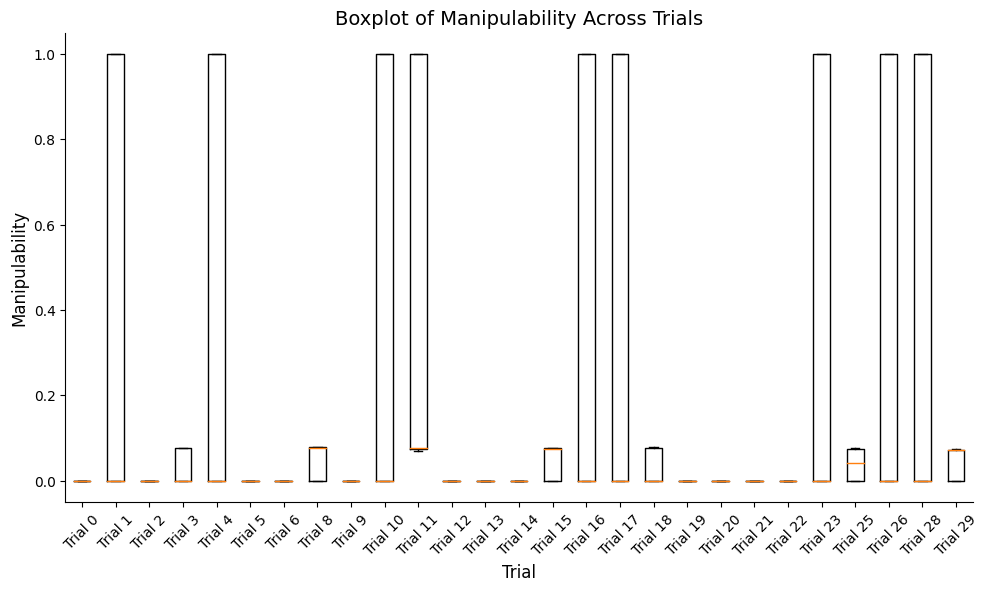 Boxplot of Manipulability Across Trials
Manipulability
1.0
0.8
0.6
0.4
0.2
0.0
Trial 0
Trial 1
Trial 2
Trial 3
Trial 4
Trial 5
Trial 6
Trial 8
Trial 9
Trial 10
Trial 11
Trial 12
Trial 13
Trial 14
Trial 15
Trial 16
Trial 17
Trial 18
Trial 19
Trial 20
Trial 21
Trial 22
Trial 23
Trial 25
Trial 26
Trial 28
Trial 29
Trial